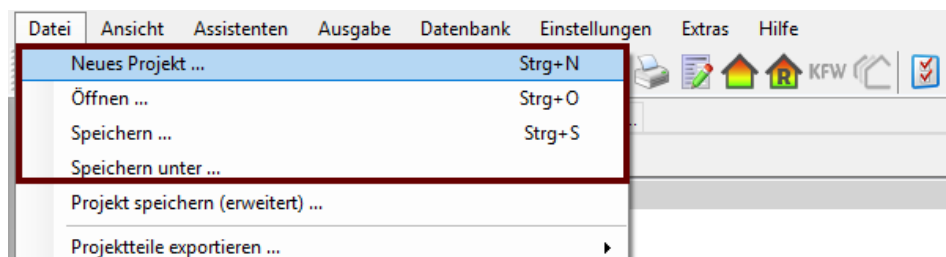 Datei Ansicht Assistenten Ausgabe Datenbank Einstellungen Extras Hilfe
Neues Projekt ... Strg+N
R KFW
Öffnen ... Strg+O
Speichern ... Strg+S
Speichern unter ...
Projekt speichern (erweitert) ...
Projektteile exportieren ...